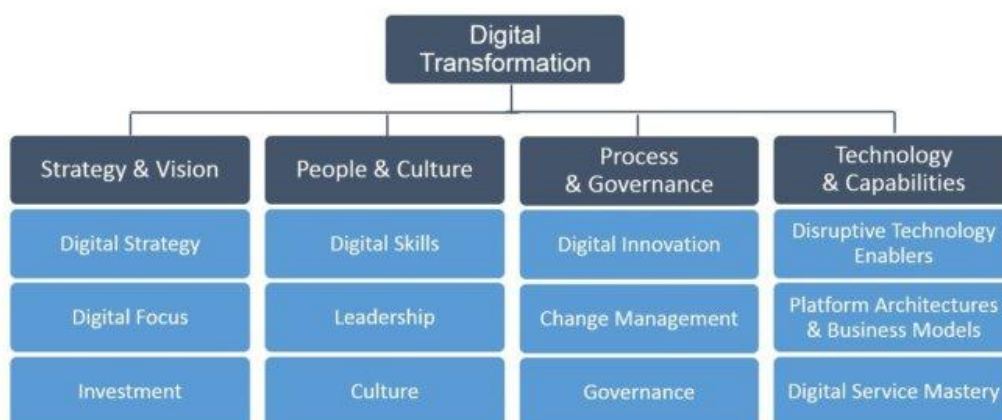 Digital
Transformation
Strategy & Vision
People & Culture
Process
& Governance
Technology
& Capabilities
Digital Strategy
Digital Skills
Digital Innovation
Disruptive Technology
Enablers
Digital Focus
Leadership
Change Management
Platform Architectures
& Business Models
Investment
Culture
Governance
Digital Service Mastery